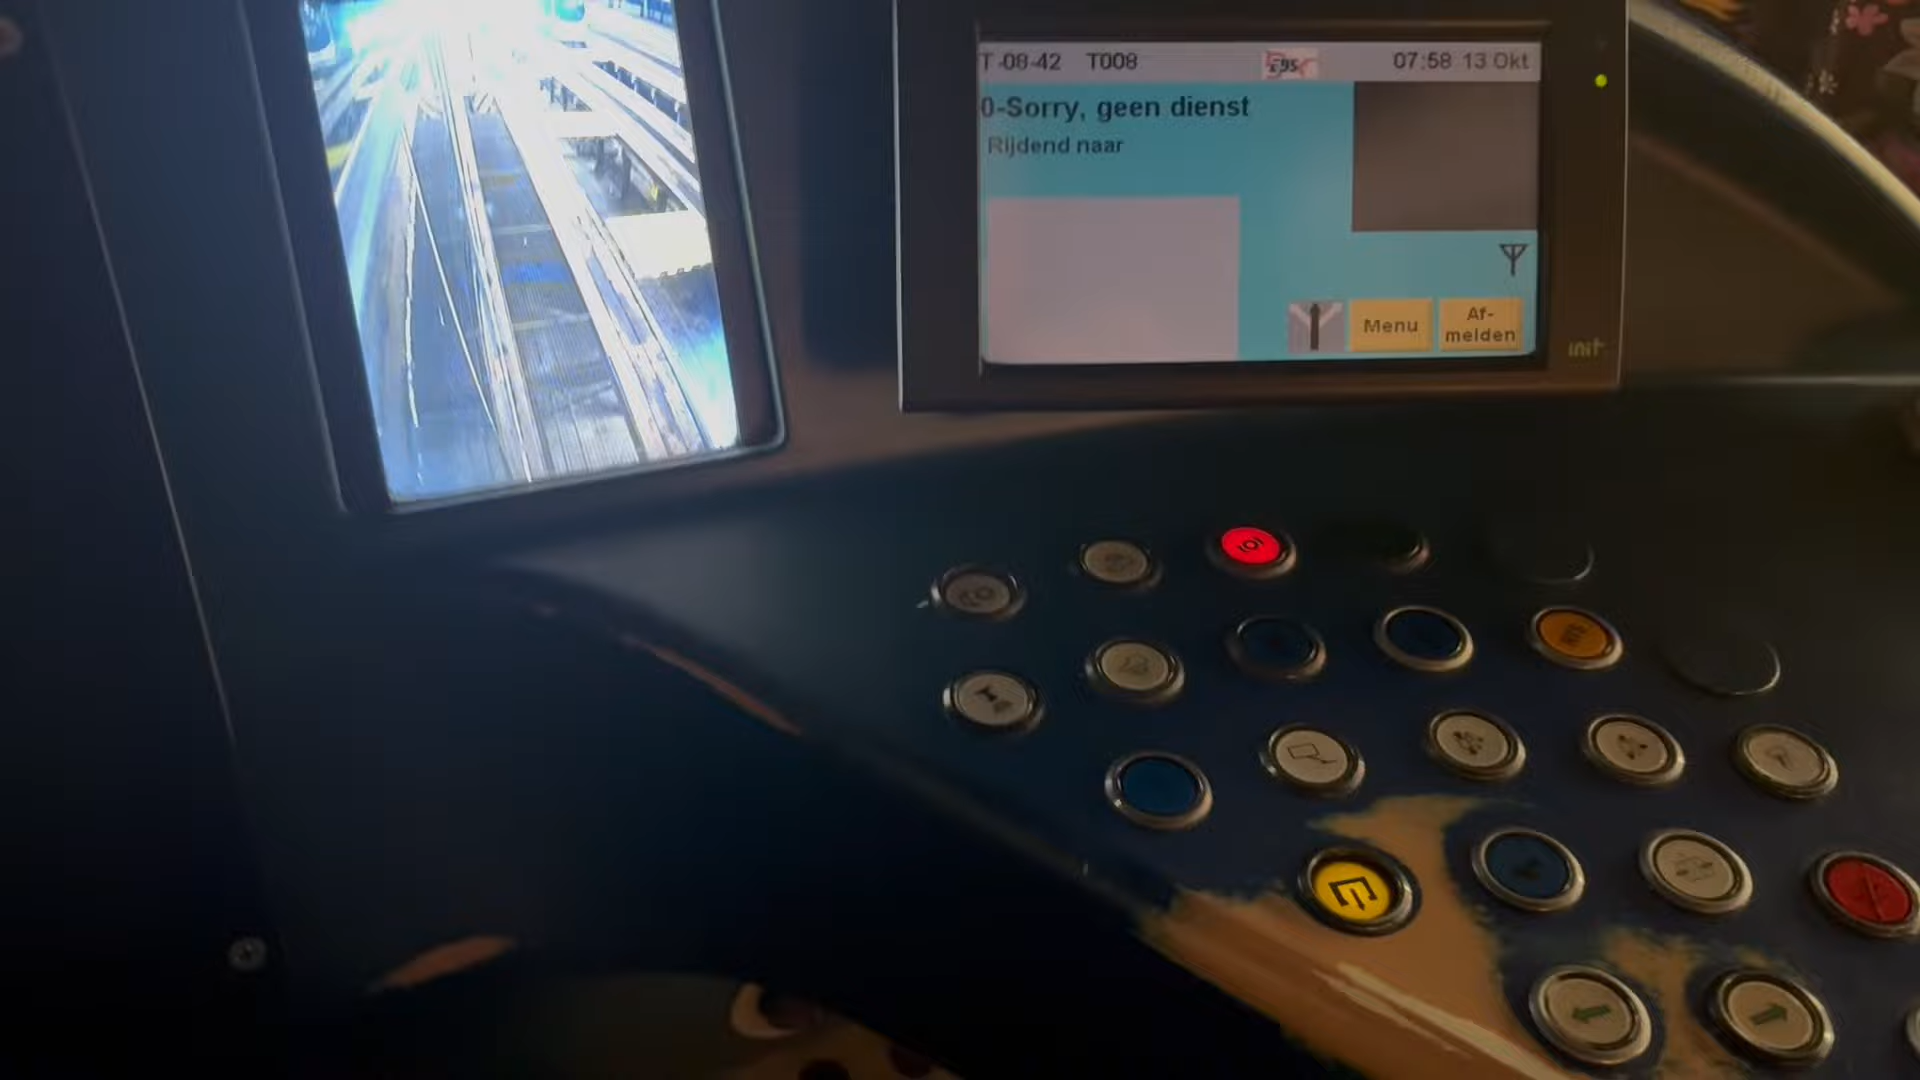 T -08-42 T008 07:58 13 Okt
0-Sorry, geen dienst
Rijdend naar
Menu
Af-
melden
init